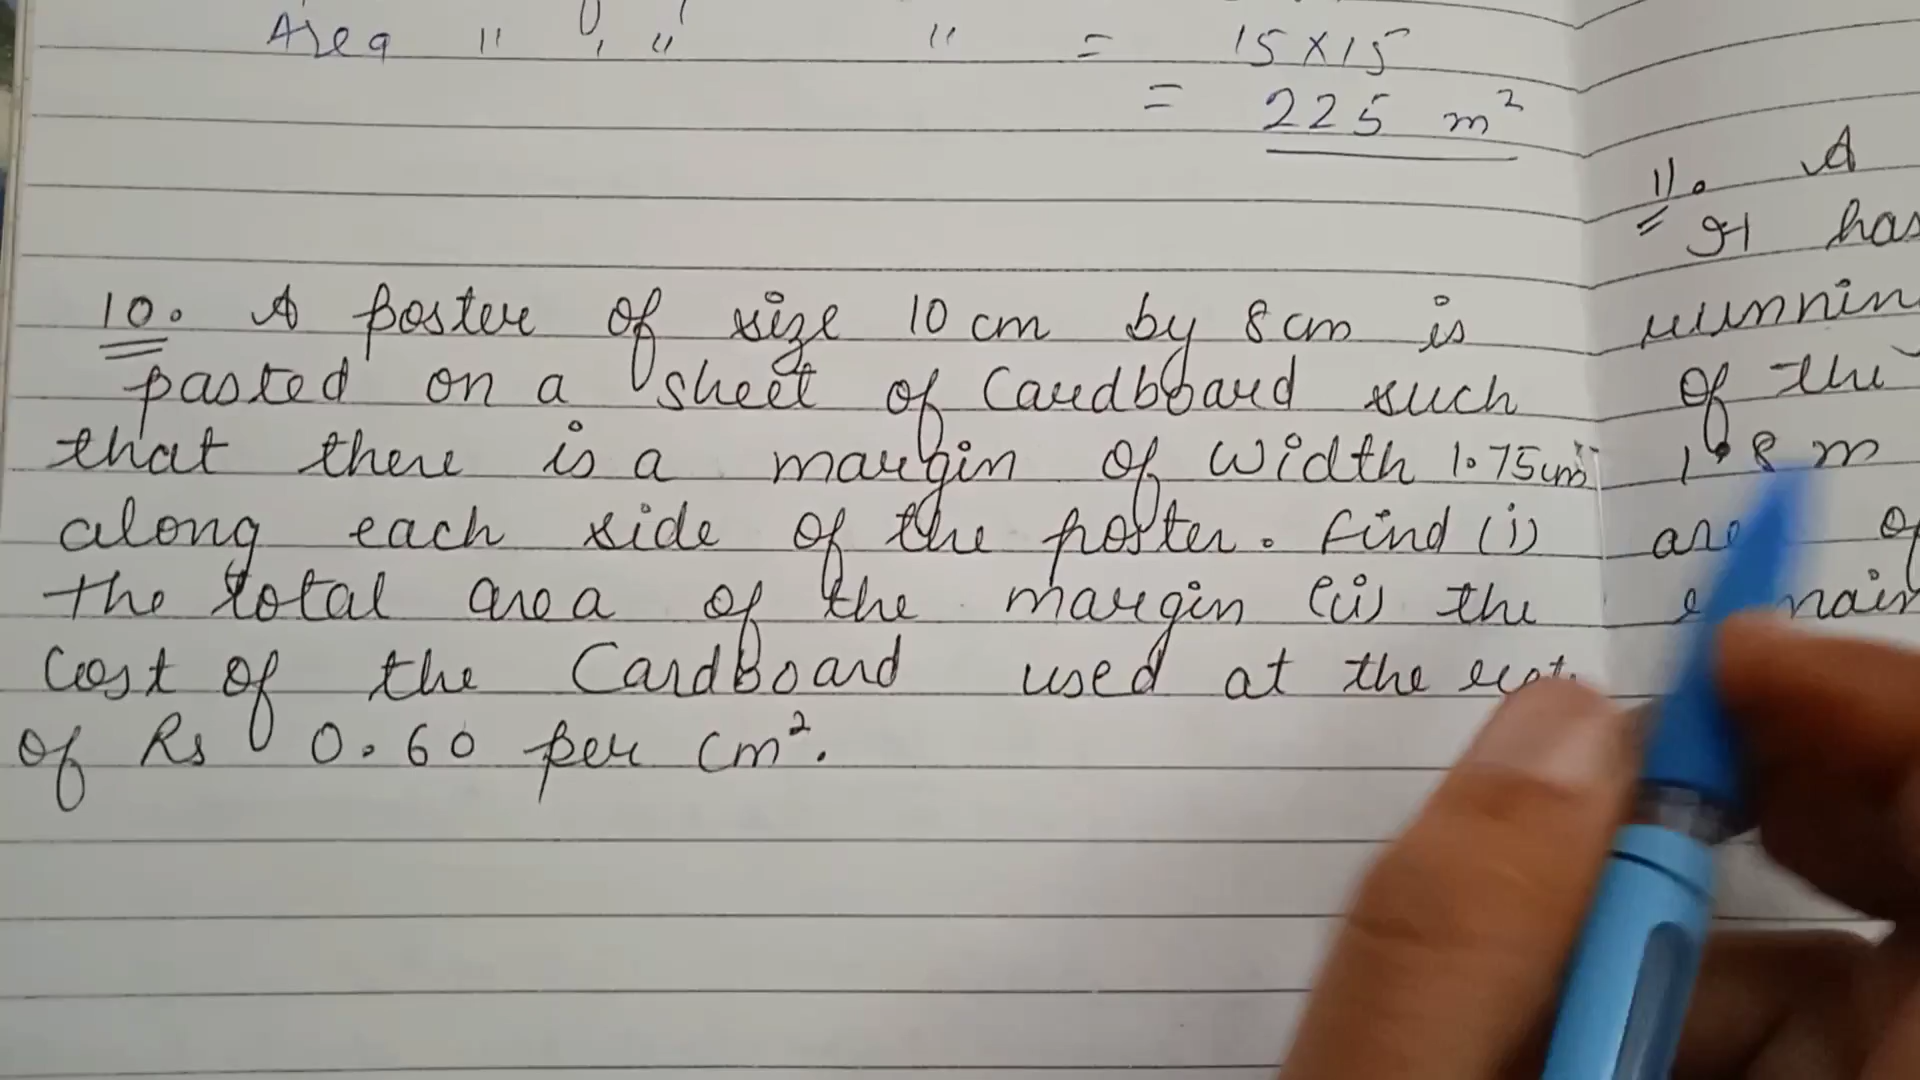 Area " " " = 15×15
= 225 m²
10. A poster of size 10 cm by 8 cm is
pasted on a sheet of Cardboard such
that there is a margin of width 1.75cm
along each side of the poster. Find (i)
the total area of the margin (ii) the
Cost of the CardBoard used at the
of Rs 0.60 per cm².
11. A
It has
of the
1.8 m